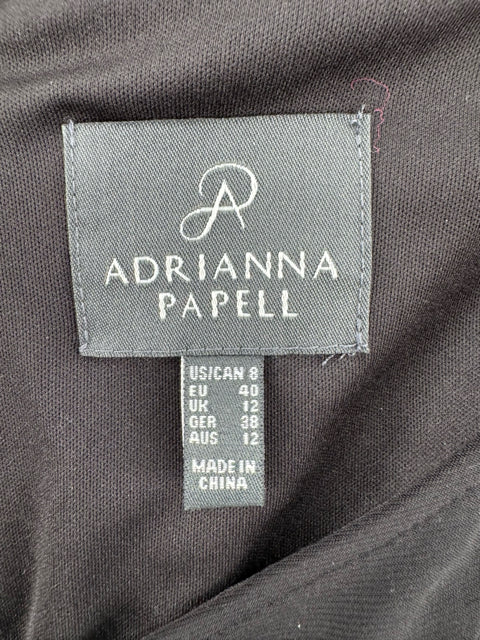 AP
ADRIANNA
PAPELL
US/CAN 8
EU 40
UK 12
GER 38
AUS 12
MADE IN
CHINA